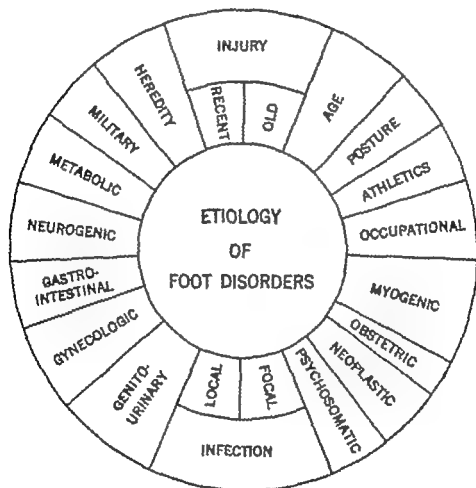 INJURY
RECENT
OLD
AGE
POSTURE
ATHLETICS
OCCUPATIONAL
MYOGENIC
OBSTETRIC
NEOPLASTIC
PSYCHOSOMATIC
INFECTION
FOCAL
LOCAL
GENITO-
URINARY
GYNECOLOGIC
GASTRO-
INTESTINAL
NEUROGENIC
METABOLIC
MILITARY
HEREDITY
ETIOLOGY
OF
FOOT DISORDERS